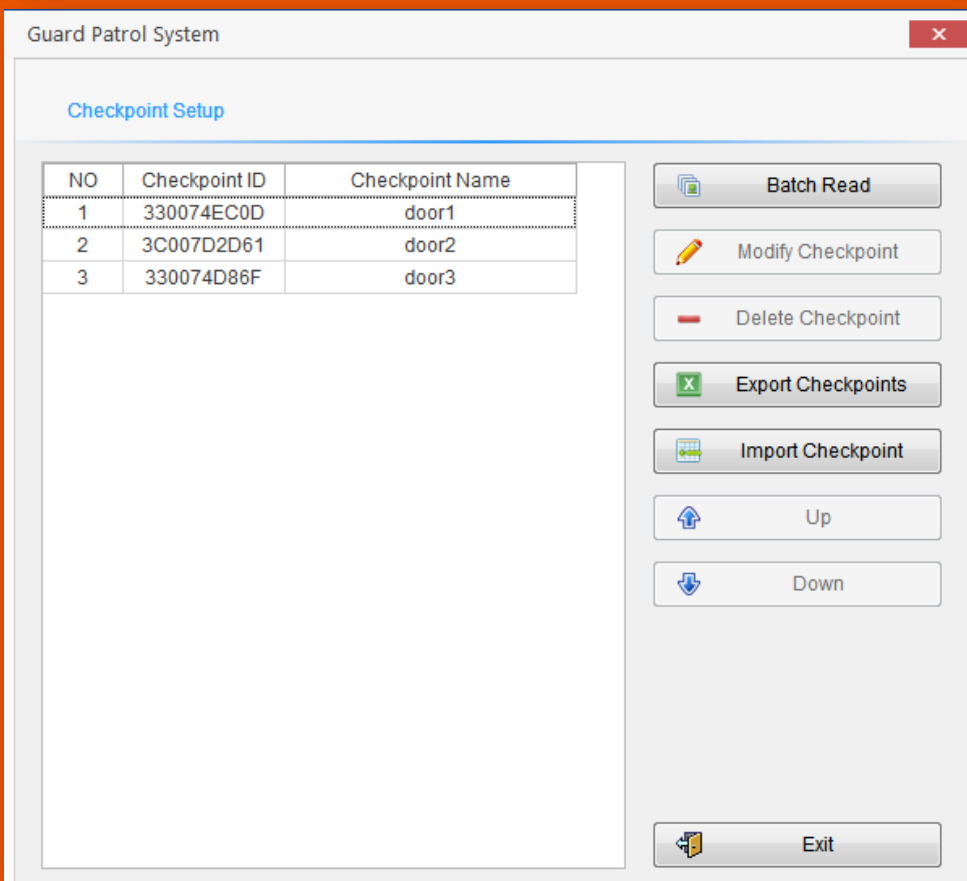 Guard Patrol System
Checkpoint Setup
NO Checkpoint ID Checkpoint Name
1 330074EC0D door1
2 3C007D2D61 door2
3 330074D86F door3
Batch Read
Modify Checkpoint
Delete Checkpoint
Export Checkpoints
Import Checkpoint
Up
Down
Exit